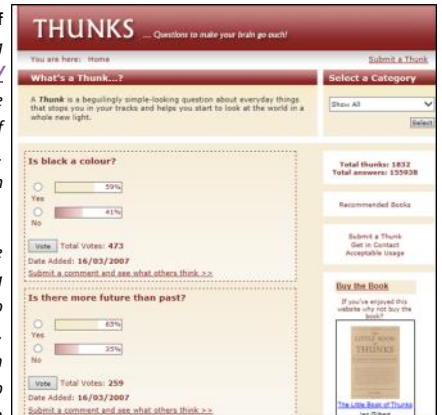 THUNKS ... Questions to make your brain go ouch!
You are here: Home
Submit a Thunk
What's a Thunk...?
A Thunk is a beguilingly simple-looking question about everyday things
that stops you in your tracks and helps you start to look at the world in a
whole new light.
Select a Category
Show All
Select
Is black a colour?
59%
Yes
41%
No
Vote Total Votes: 473
Date Added: 16/03/2007
Submit a comment and see what others think >>
Is there more future than past?
65%
Yes
35%
No
Vote Total Votes: 259
Date Added: 16/03/2007
Submit a comment and see what others think >>
Total thunks: 1832
Total answers: 155938
Recommended Books
Submit a Thunk
Get in Contact
Acceptable Usage
Buy the Book
If you've enjoyed this
website why not buy the
book?
LITTLE BOOK
THUNKS
The Little Book of Thunks
Ian Gilbert